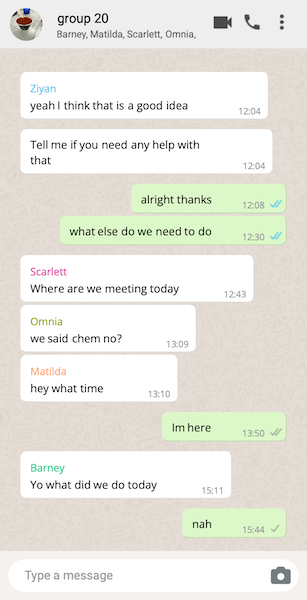 group 20
Barney, Matilda, Scarlett, Omnia,
Ziyan
yeah I think that is a good idea
12:04
Tell me if you need any help with
that
12:04
alright thanks
12:08
what else do we need to do
12:30
Scarlett
Where are we meeting today
12:43
Omnia
we said chem no?
13:09
Matilda
hey what time
13:10
Im here
13:50
Barney
Yo what did we do today
15:11
nah
15:44
Type a message